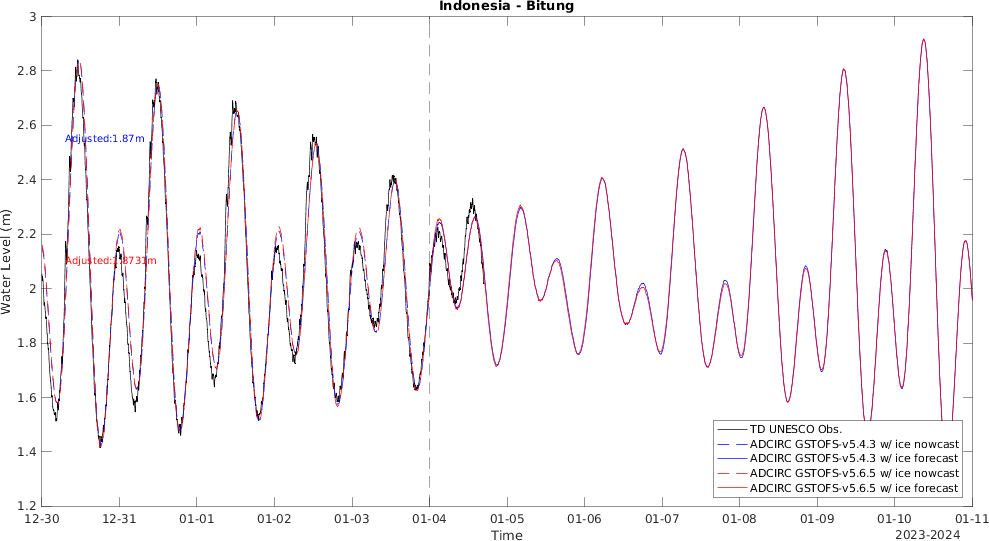 Indonesia - Bitung
3
2.8
2.6
2.4
2.2
2
1.8
1.6
1.4
1.2
Water Level (m)
Adjusted:1.87m
Adjusted:1.8731m
TD UNESCO Obs.
ADCIRC GSTOFS-v5.4.3 w/ ice nowcast
ADCIRC GSTOFS-v5.4.3 w/ ice forecast
ADCIRC GSTOFS-v5.6.5 w/ ice nowcast
ADCIRC GSTOFS-v5.6.5 w/ ice forecast
12-30
12-31
01-01
01-02
01-03
01-04
01-05
01-06
01-07
01-08
01-09
01-10
01-11
Time
2023-2024